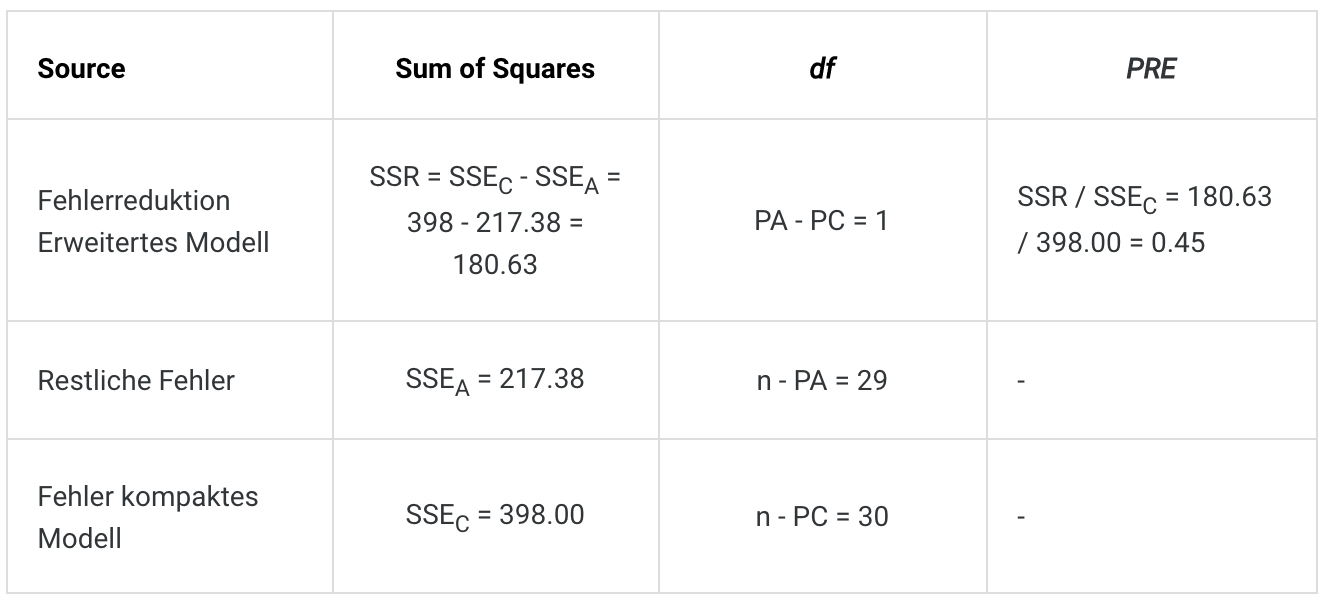 Source Sum of Squares df PRE
Fehlerreduktion
Erweitertes Modell
SSR = SSE_C - SSE_A =
398 - 217.38 =
180.63
PA - PC = 1
SSR / SSE_C = 180.63
/ 398.00 = 0.45
Restliche Fehler
SSE_A = 217.38
n - PA = 29
-
Fehler kompaktes
Modell
SSE_C = 398.00
n - PC = 30
-